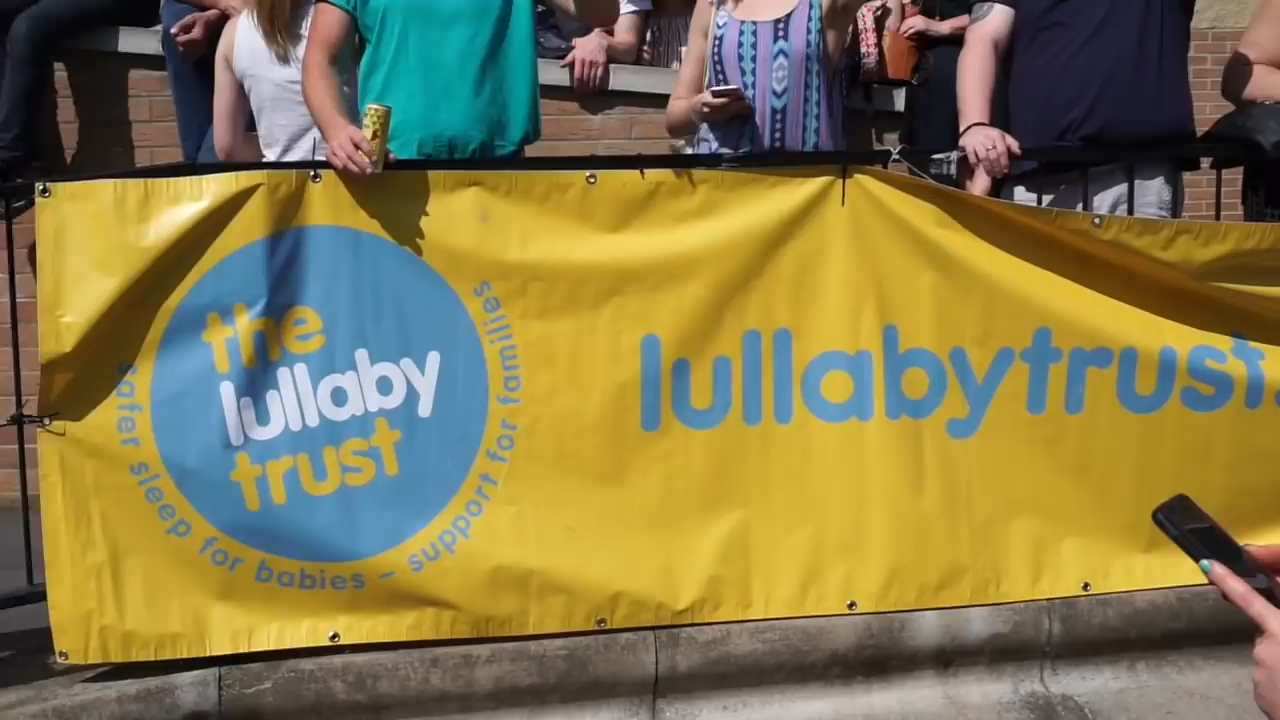 the
lullaby
trust
safer sleep for babies – support for families
lullabytrust.